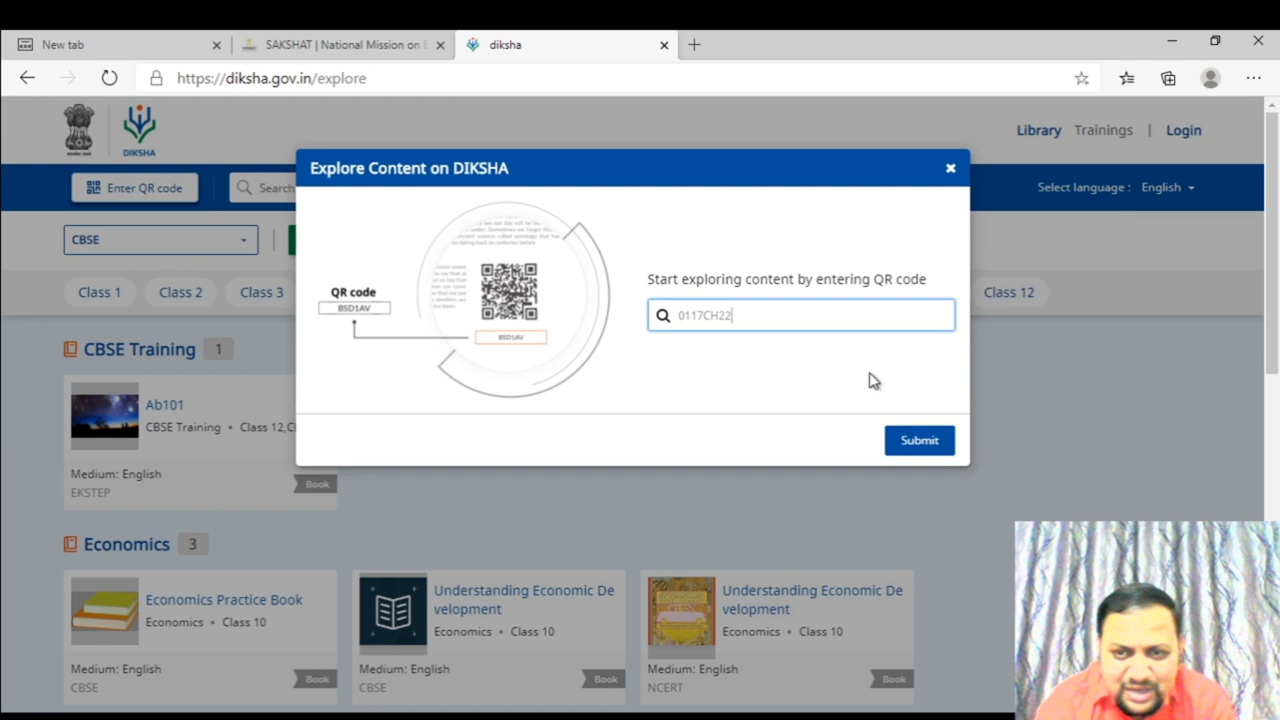 New tab
SAKSHAT | National Mission on E
diksha
https://diksha.gov.in/explore
DIKSHA
Library
Trainings
|
Login
Explore Content on DIKSHA
Enter QR code
Search
Select language :
English
CBSE
Class 1
Class 2
Class 3
Class 12
QR code
BSD1AV
BSD1AV
Start exploring content by entering QR code
0117CH22
Submit
CBSE Training
1
Ab101
CBSE Training • Class 12,C
Medium: English
EKSTEP
Book
Economics
3
Economics Practice Book
Economics • Class 10
Medium: English
CBSE
Book
Understanding Economic De
velopment
Economics • Class 10
Medium: English
CBSE
Book
Understanding Economic De
velopment
Economics • Class 10
Medium: English
NCERT
Book